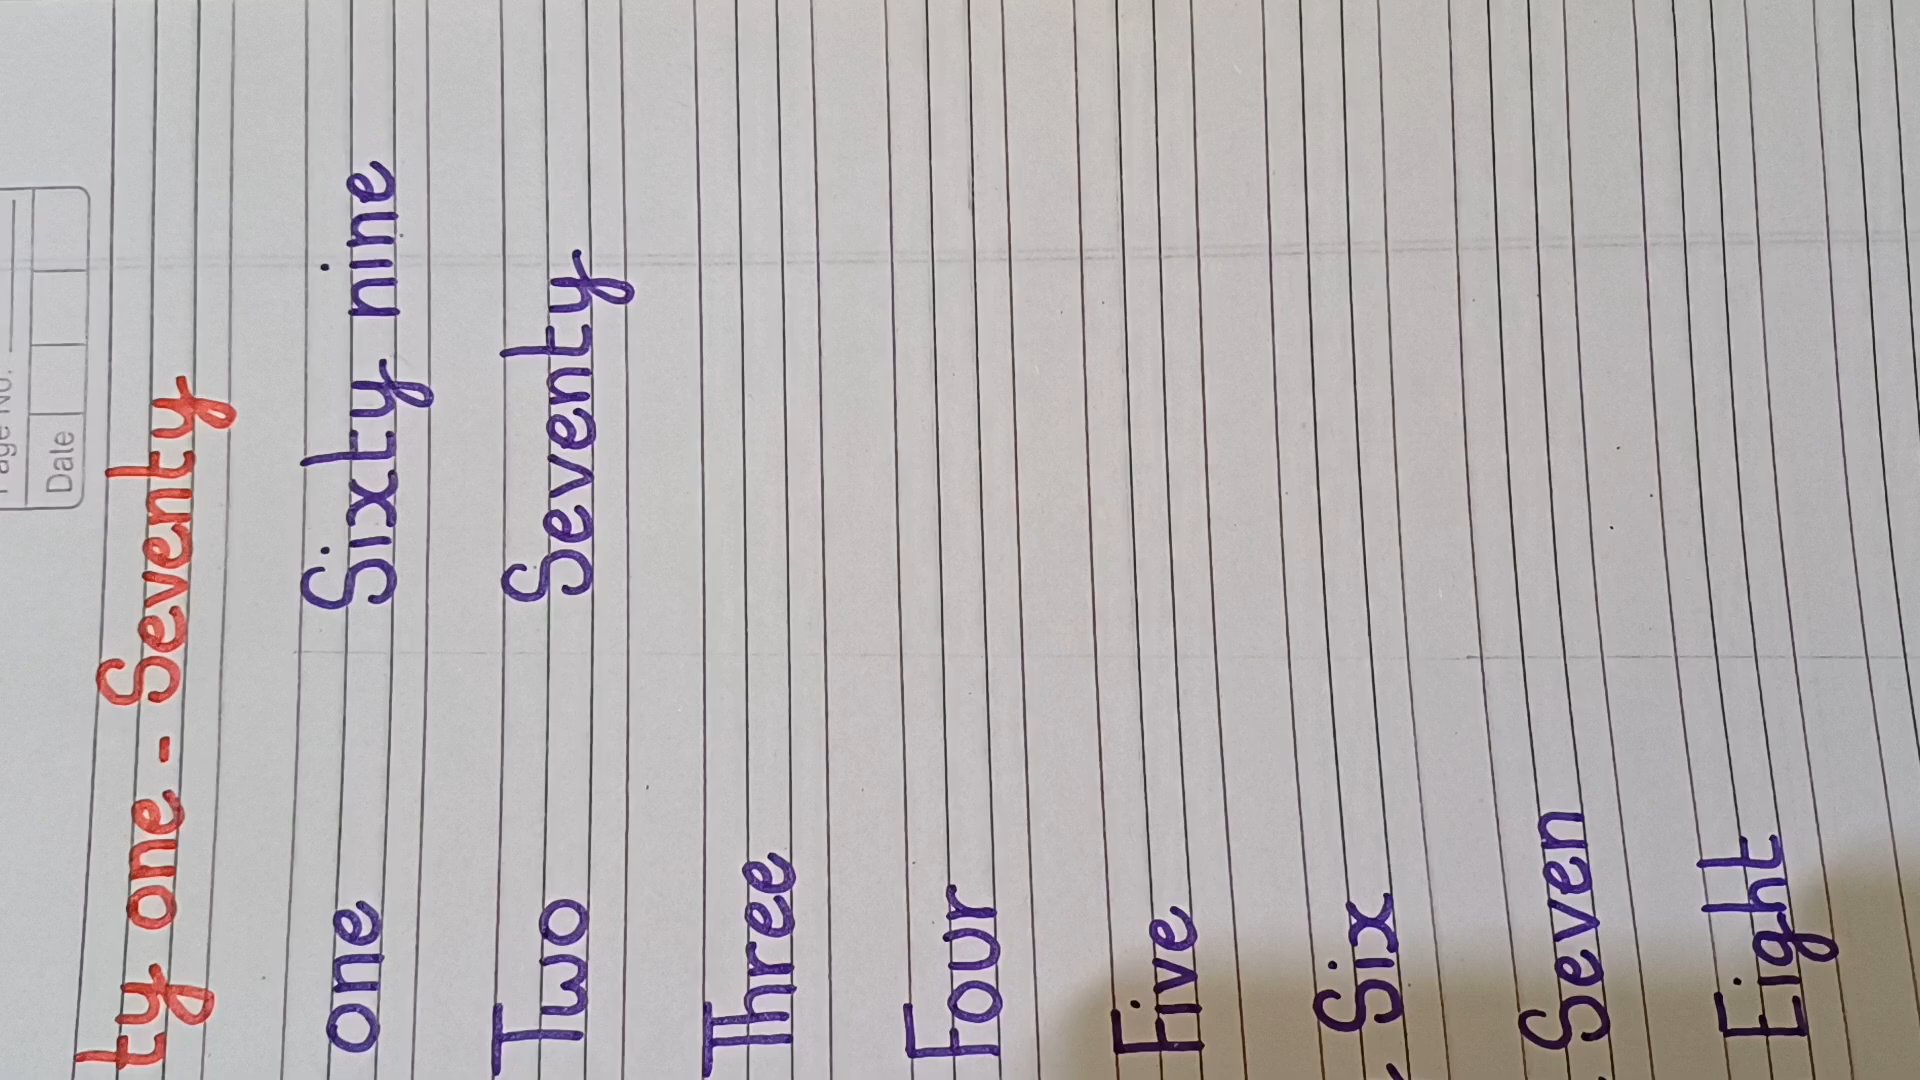 Date
ty one - Seventy
one Sixty nine
Two Seventy
Three
Four
Five
Six
Seven
Eight